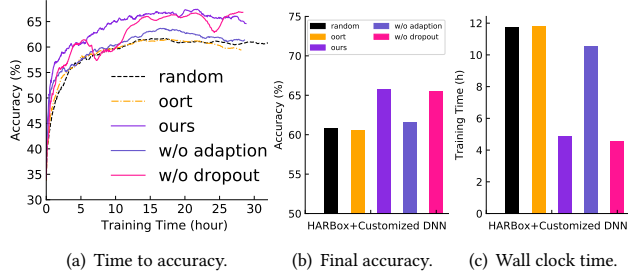 Accuracy (%)
65
60
55
50
45
40
35
30
0
5
10
15
20
25
30
Training Time (hour)
random
oort
ours
w/o adaption
w/o dropout
(a) Time to accuracy.
Accuracy (%)
75
70
65
60
55
50
random
oort
ours
w/o adaption
w/o dropout
HARBox+Customized DNN
(b) Final accuracy.
Training Time (h)
12
10
8
6
4
2
0
HARBox+Customized DNN
(c) Wall clock time.